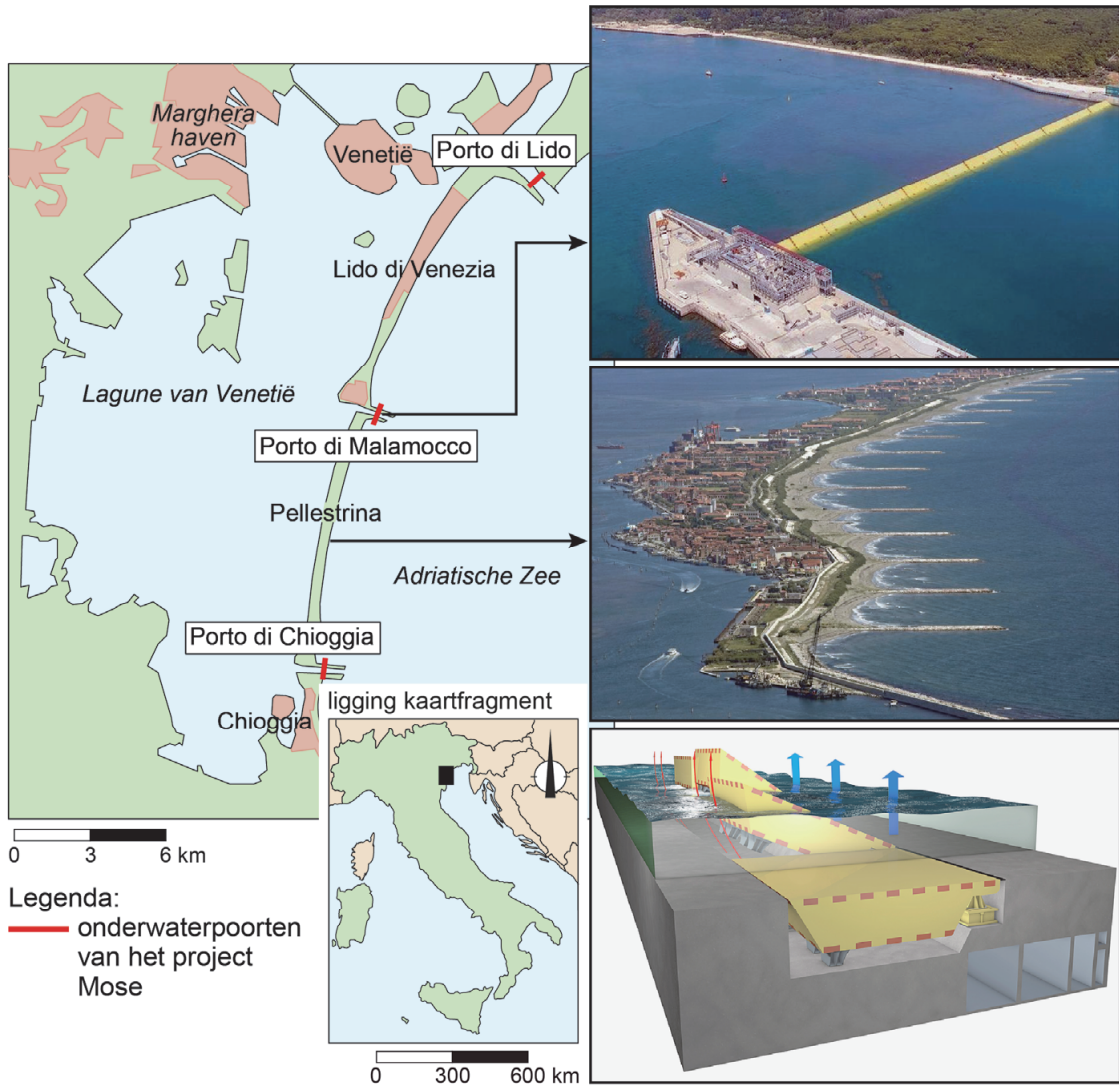 Marghera
haven
Venetië
Porto di Lido
Lido di Venezia
Lagune van Venetië
Porto di Malamocco
Pellestrina
Adriatische Zee
Porto di Chioggia
Chioggia
ligging kaartfragment
0 3 6 km
Legenda:
onderwaterpoorten
van het project
Mose
0 300 600 km